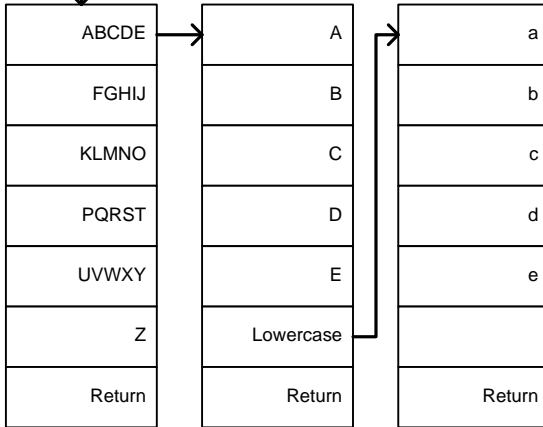 ABCDE
FGHIJ
KLMNO
PQRST
UVWXY
Z
Return
A
B
C
D
E
Lowercase
Return
a
b
c
d
e
Return